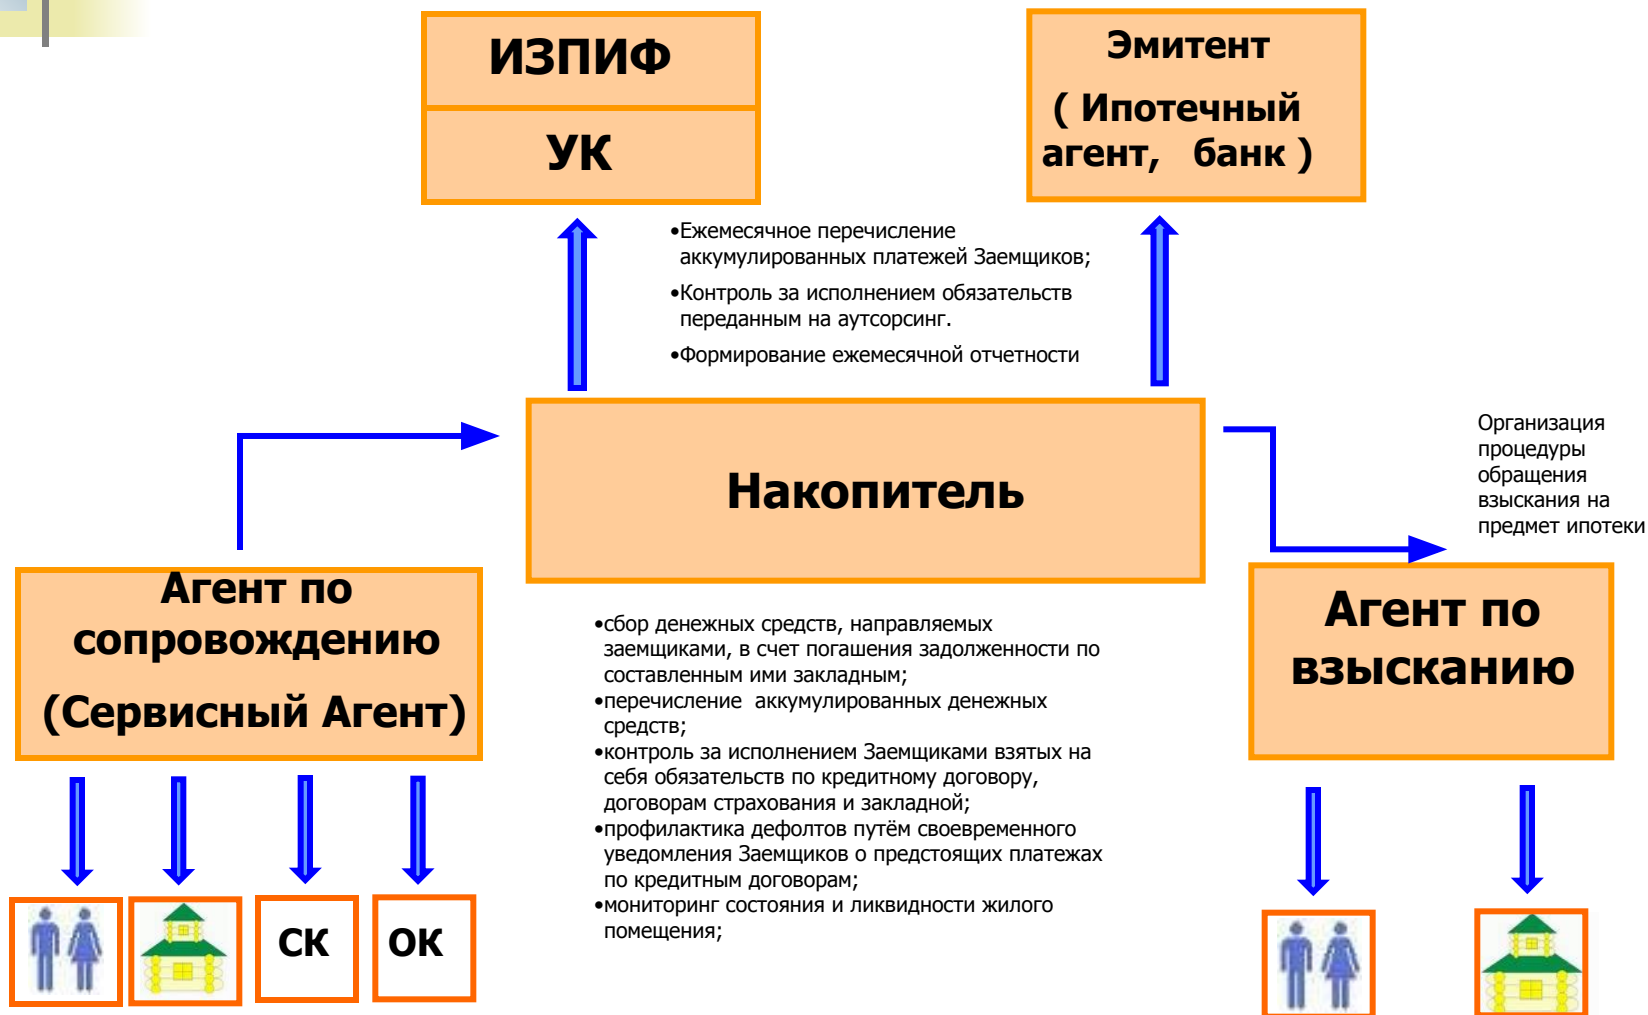 ИЗПИФ
УК
Эмитент
( Ипотечный
агент, банк )
•Ежемесячное перечисление
аккумулированных платежей Заемщиков;
•Контроль за исполнением обязательств
переданным на аутсорсинг.
•Формирование ежемесячной отчетности
Накопитель
Организация
процедуры
обращения
взыскания на
предмет ипотеки
Агент по
сопровождению
(Сервисный Агент)
•сбор денежных средств, направляемых
заемщиками, в счет погашения задолженности по
составленным ими закладным;
•перечисление аккумулированных денежных
средств;
•контроль за исполнением Заемщиками взятых на
себя обязательств по кредитному договору,
договорам страхования и закладной;
•профилактика дефолтов путём своевременного
уведомления Заемщиков о предстоящих платежах
по кредитным договорам;
•мониторинг состояния и ликвидности жилого
помещения;
Агент по
взысканию
СК
ОК